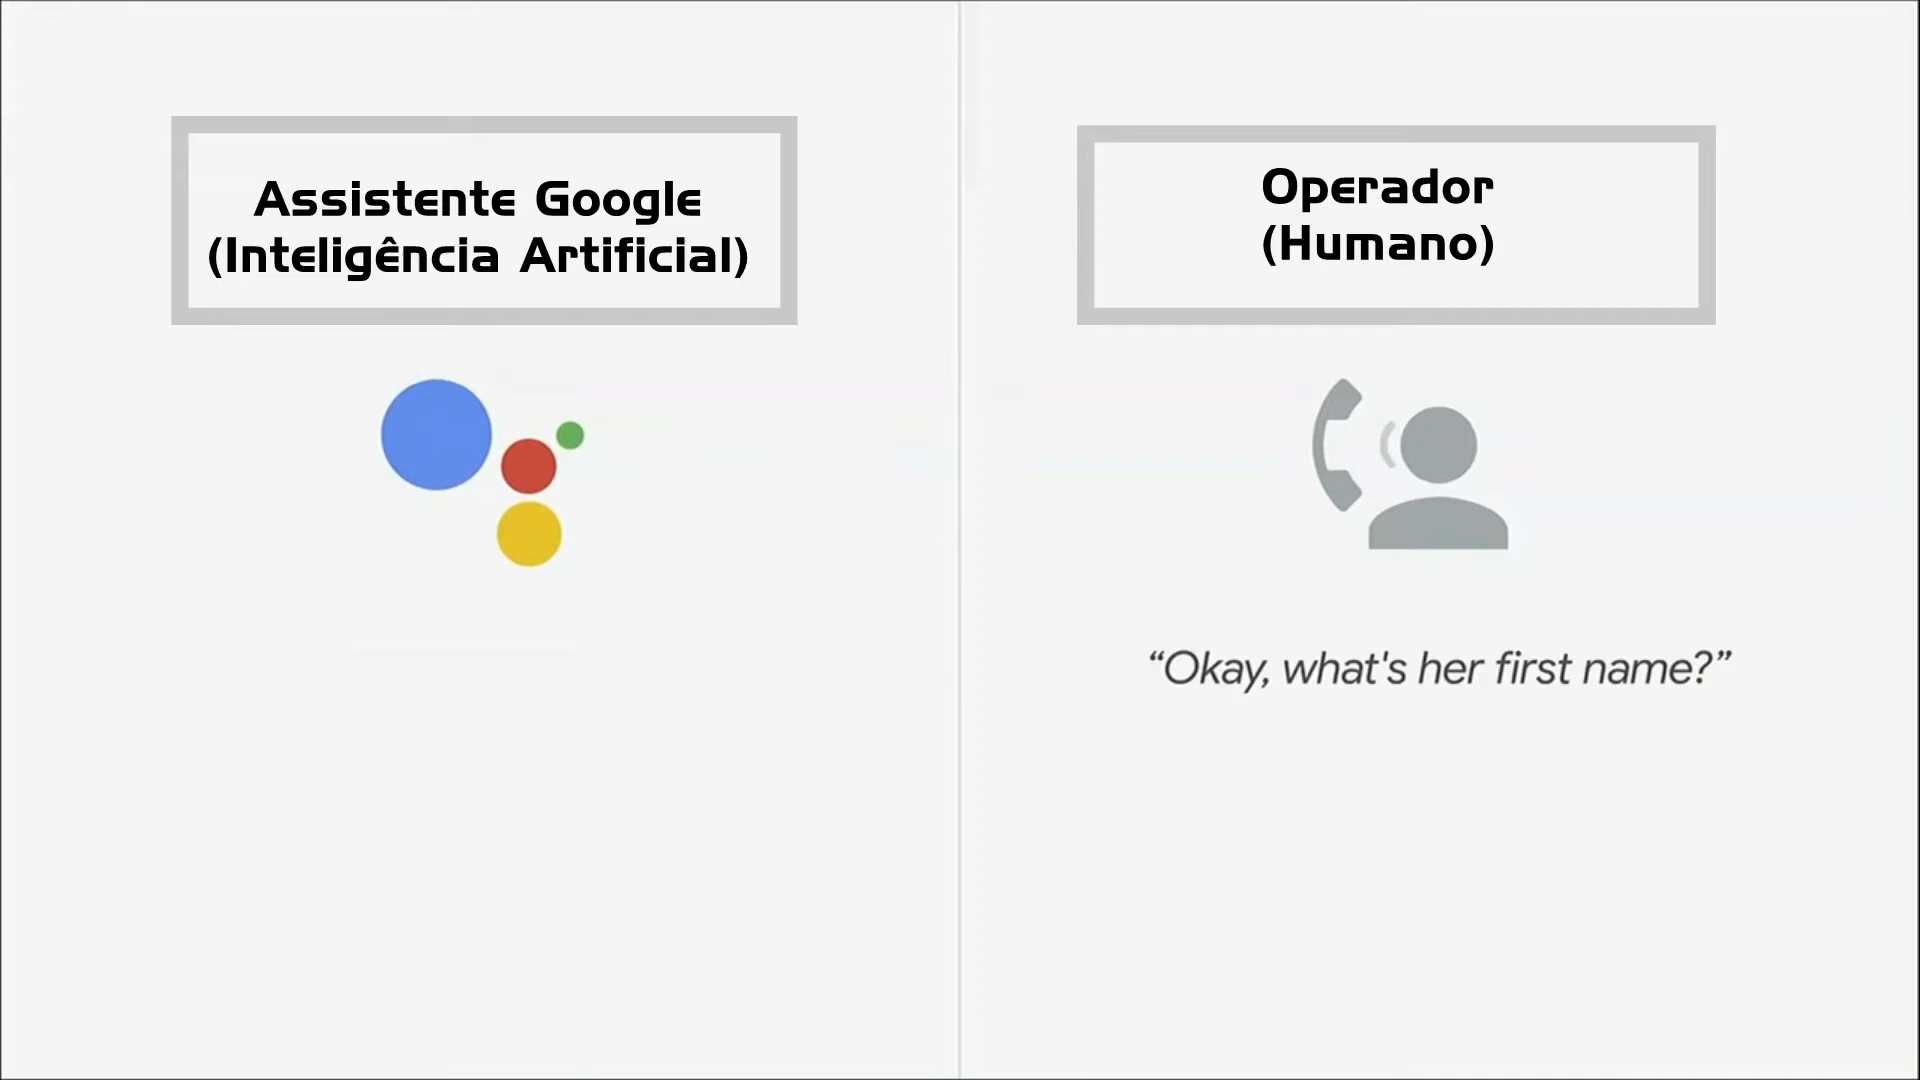 Assistente Google
(Inteligência Artificial)
Operador
(Humano)
“Okay, what's her first name?”